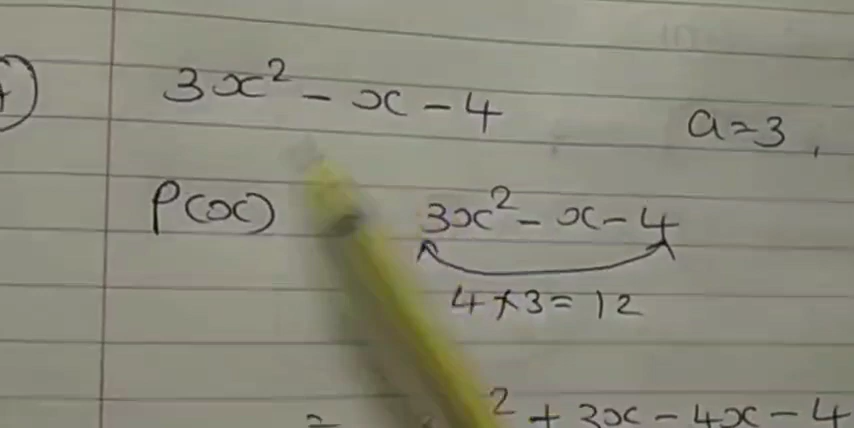 3x² - x - 4 a=3,
P(x) 3x² - x - 4
4×3=12
² + 3x - 4x - 4